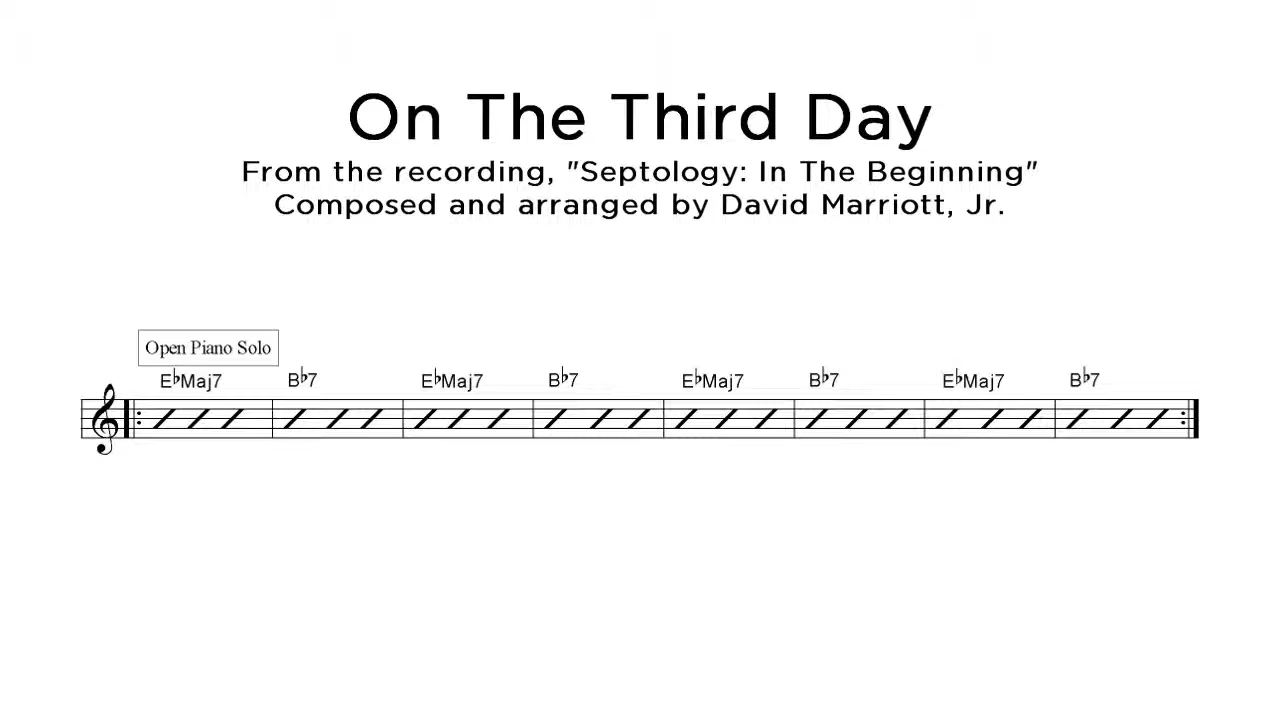 On The Third Day
From the recording, "Septology: In The Beginning"
Composed and arranged by David Marriott, Jr.
Open Piano Solo
E♭Maj7 B♭7 E♭Maj7 B♭7 E♭Maj7 B♭7 E♭Maj7 B♭7